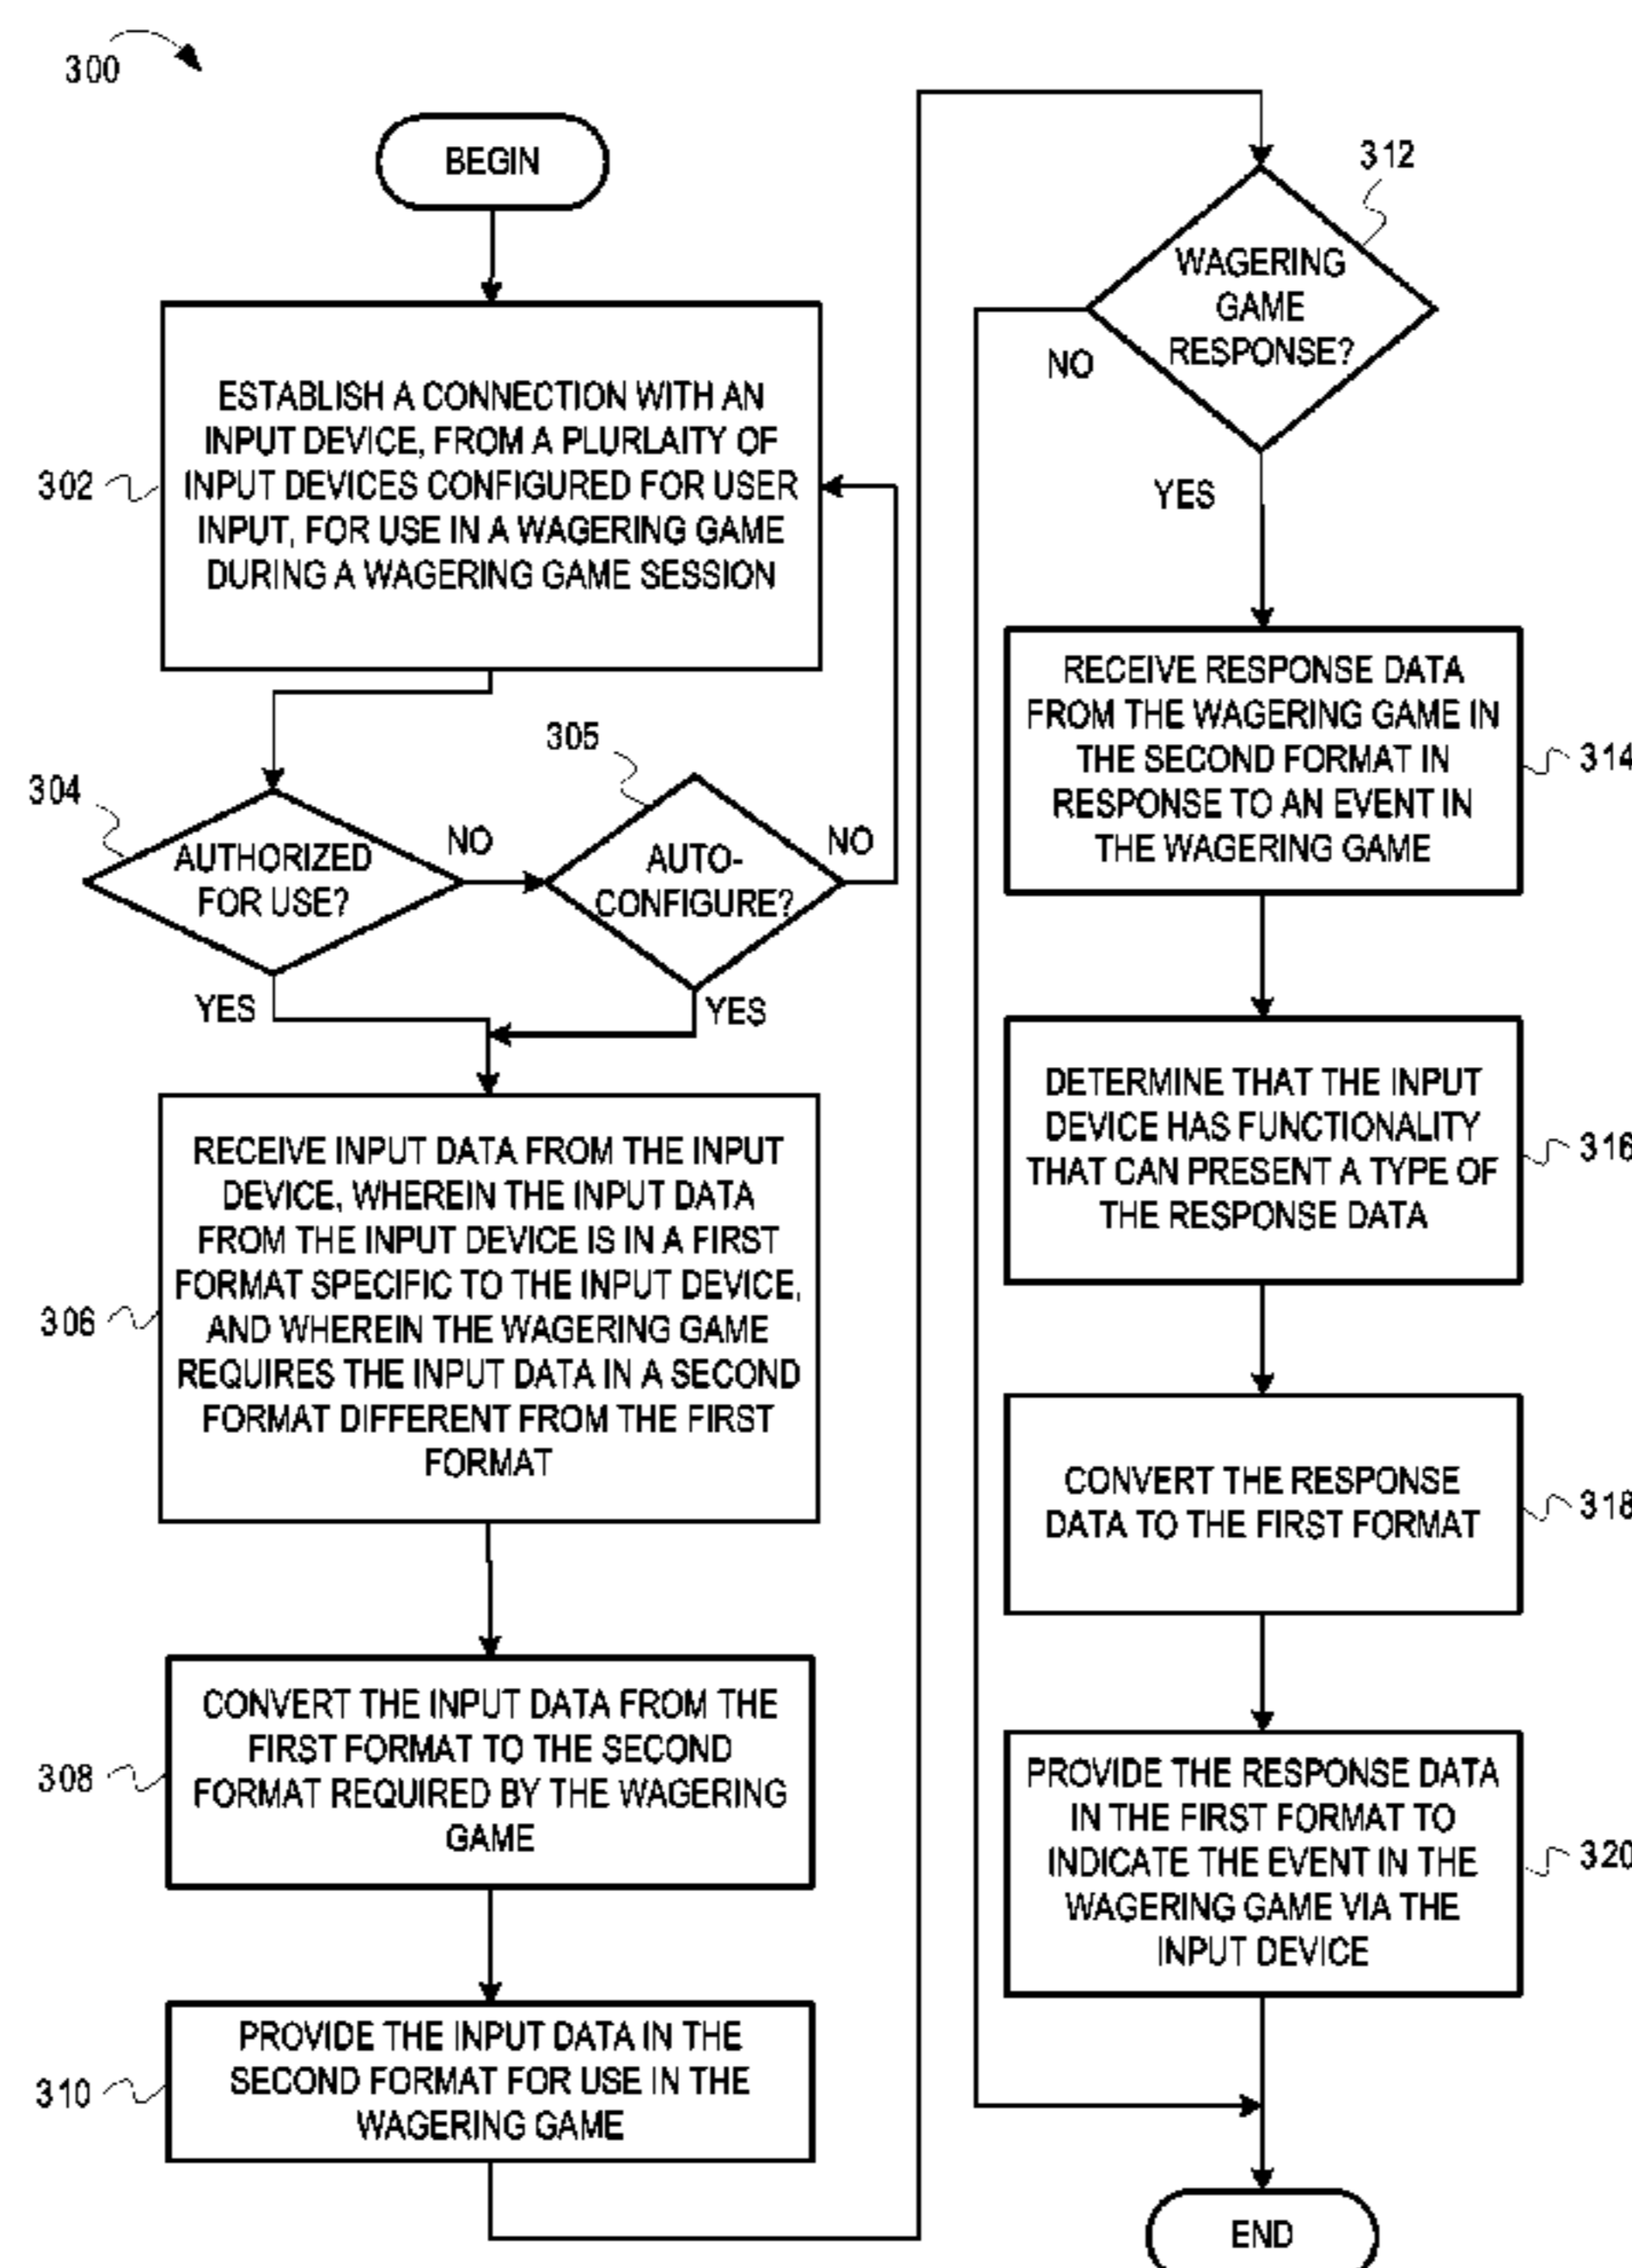 300
BEGIN
302
ESTABLISH A CONNECTION WITH AN
INPUT DEVICE, FROM A PLURLAITY OF
INPUT DEVICES CONFIGURED FOR USER
INPUT, FOR USE IN A WAGERING GAME
DURING A WAGERING GAME SESSION
304
AUTHORIZED
FOR USE?
NO
YES
305
AUTO-
CONFIGURE?
NO
YES
306
RECEIVE INPUT DATA FROM THE INPUT
DEVICE, WHEREIN THE INPUT DATA
FROM THE INPUT DEVICE IS IN A FIRST
FORMAT SPECIFIC TO THE INPUT DEVICE,
AND WHEREIN THE WAGERING GAME
REQUIRES THE INPUT DATA IN A SECOND
FORMAT DIFFERENT FROM THE FIRST
FORMAT
308
CONVERT THE INPUT DATA FROM THE
FIRST FORMAT TO THE SECOND
FORMAT REQUIRED BY THE WAGERING
GAME
310
PROVIDE THE INPUT DATA IN THE
SECOND FORMAT FOR USE IN THE
WAGERING GAME
312
WAGERING
GAME
RESPONSE?
NO
YES
RECEIVE RESPONSE DATA
FROM THE WAGERING GAME IN
THE SECOND FORMAT IN
RESPONSE TO AN EVENT IN
THE WAGERING GAME
314
DETERMINE THAT THE INPUT
DEVICE HAS FUNCTIONALITY
THAT CAN PRESENT A TYPE OF
THE RESPONSE DATA
316
CONVERT THE RESPONSE
DATA TO THE FIRST FORMAT
318
PROVIDE THE RESPONSE DATA
IN THE FIRST FORMAT TO
INDICATE THE EVENT IN THE
WAGERING GAME VIA THE
INPUT DEVICE
320
END